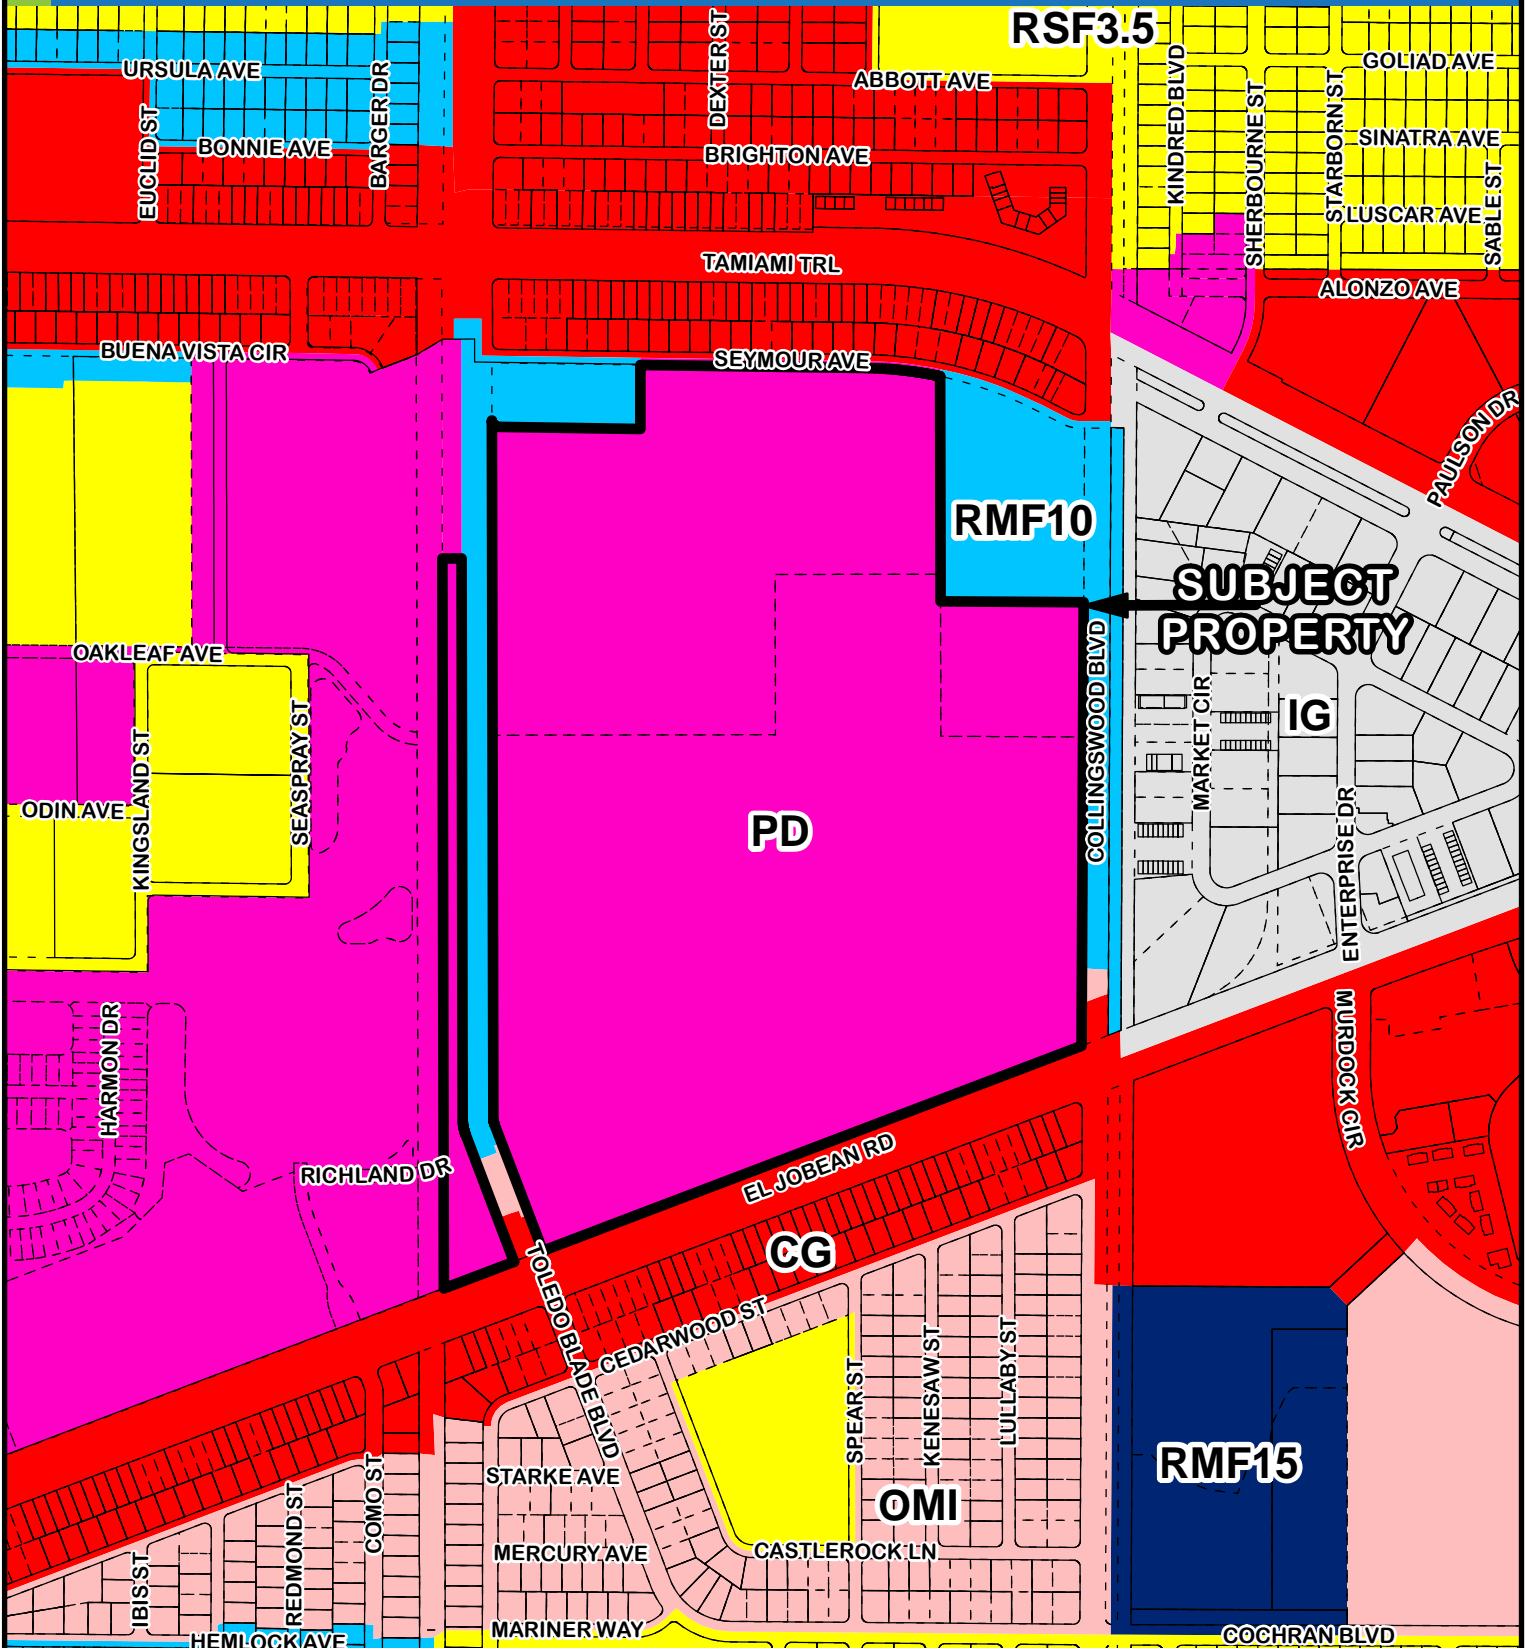 RSF3.5
URSULA AVE
BARGER DR
DEXTER ST
ABBOTT AVE
KINDRED BLVD
GOLIAD AVE
EUCLID ST
BONNIE AVE
BRIGHTON AVE
SHERBOURNE ST
STARBORN ST
SINATRA AVE
SABLE ST
LUSCAR AVE
TAMIAMI TRL
ALONZO AVE
BUENA VISTA CIR
SEYMOUR AVE
PAULSON DR
RMF10
SUBJECT
PROPERTY
OAKLEAF AVE
SEASPRAY ST
KINGSLAND ST
ODIN AVE
COLLINGSWOOD BLVD
MARKET CIR
IG
ENTERPRISE DR
PD
HARMON DR
MURDOCK CIR
RICHLAND DR
EL JOBEAN RD
CG
TOLEDO BLADE BLVD
CEDARWOOD ST
SPEAR ST
KENESAW ST
LULLABY ST
STARKE AVE
COMO ST
REDMOND ST
IBIS ST
OMI
RMF15
MERCURY AVE
CASTLEROCK LN
MARINER WAY
HEMLOCK AVE
COCHRAN BLVD